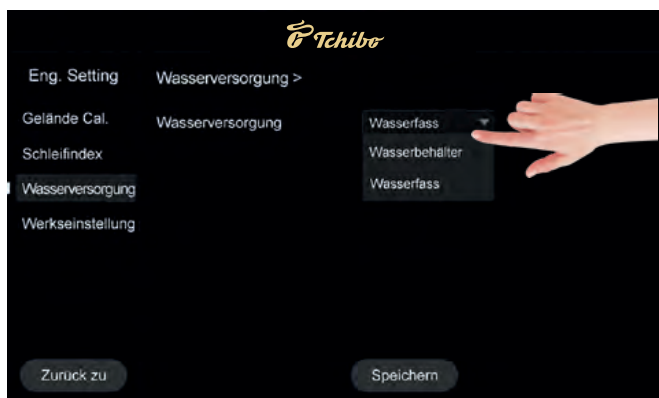 Tchibo
Eng. Setting
Wasserversorgung >
Gelände Cal.
Wasserversorgung
Wasserfass
Schleifindex
Wasserbehälter
Wasserversorgung
Wasserfass
Werkseinstellung
Zurück zu
Speichern